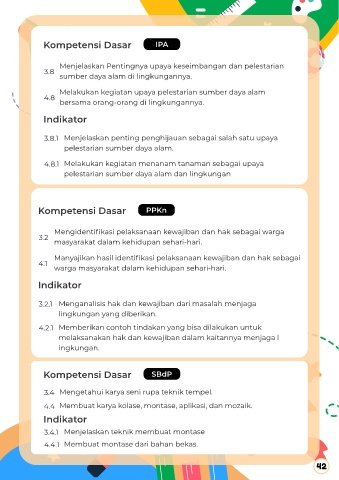 Kompetensi Dasar IPA
3.8 Menjelaskan Pentingnya upaya keseimbangan dan pelestarian
sumber daya alam di lingkungannya.
4.8 Melakukan kegiatan upaya pelestarian sumber daya alam
bersama orang-orang di lingkungannya.
Indikator
3.8.1 Menjelaskan penting penghijauan sebagai salah satu upaya
pelestarian sumber daya alam.
4.8.1 Melakukan kegiatan menanam tanaman sebagai upaya
pelestarian sumber daya alam dan lingkungan
Kompetensi Dasar PPKn
3.2 Mengidentifikasi pelaksanaan kewajiban dan hak sebagai warga
masyarakat dalam kehidupan sehari-hari.
4.1 Manyajikan hasil identifikasi pelaksanaan kewajiban dan hak sebagai
warga masyarakat dalam kehidupan sehari-hari.
Indikator
3.2.1 Menganalisis hak dan kewajiban dari masalah menjaga
lingkungan yang diberikan.
4.2.1 Memberikan contoh tindakan yang bisa dilakukan untuk
melaksanakan hak dan kewajiban dalam kaitannya menjaga l
ingkungan.
Kompetensi Dasar SBdP
3.4 Mengetahui karya seni rupa teknik tempel.
4.4 Membuat karya kolase, montase, aplikasi, dan mozaik.
Indikator
3.4.1 Menjelaskan teknik membuat montase
4.4.1 Membuat montase dari bahan bekas.
42